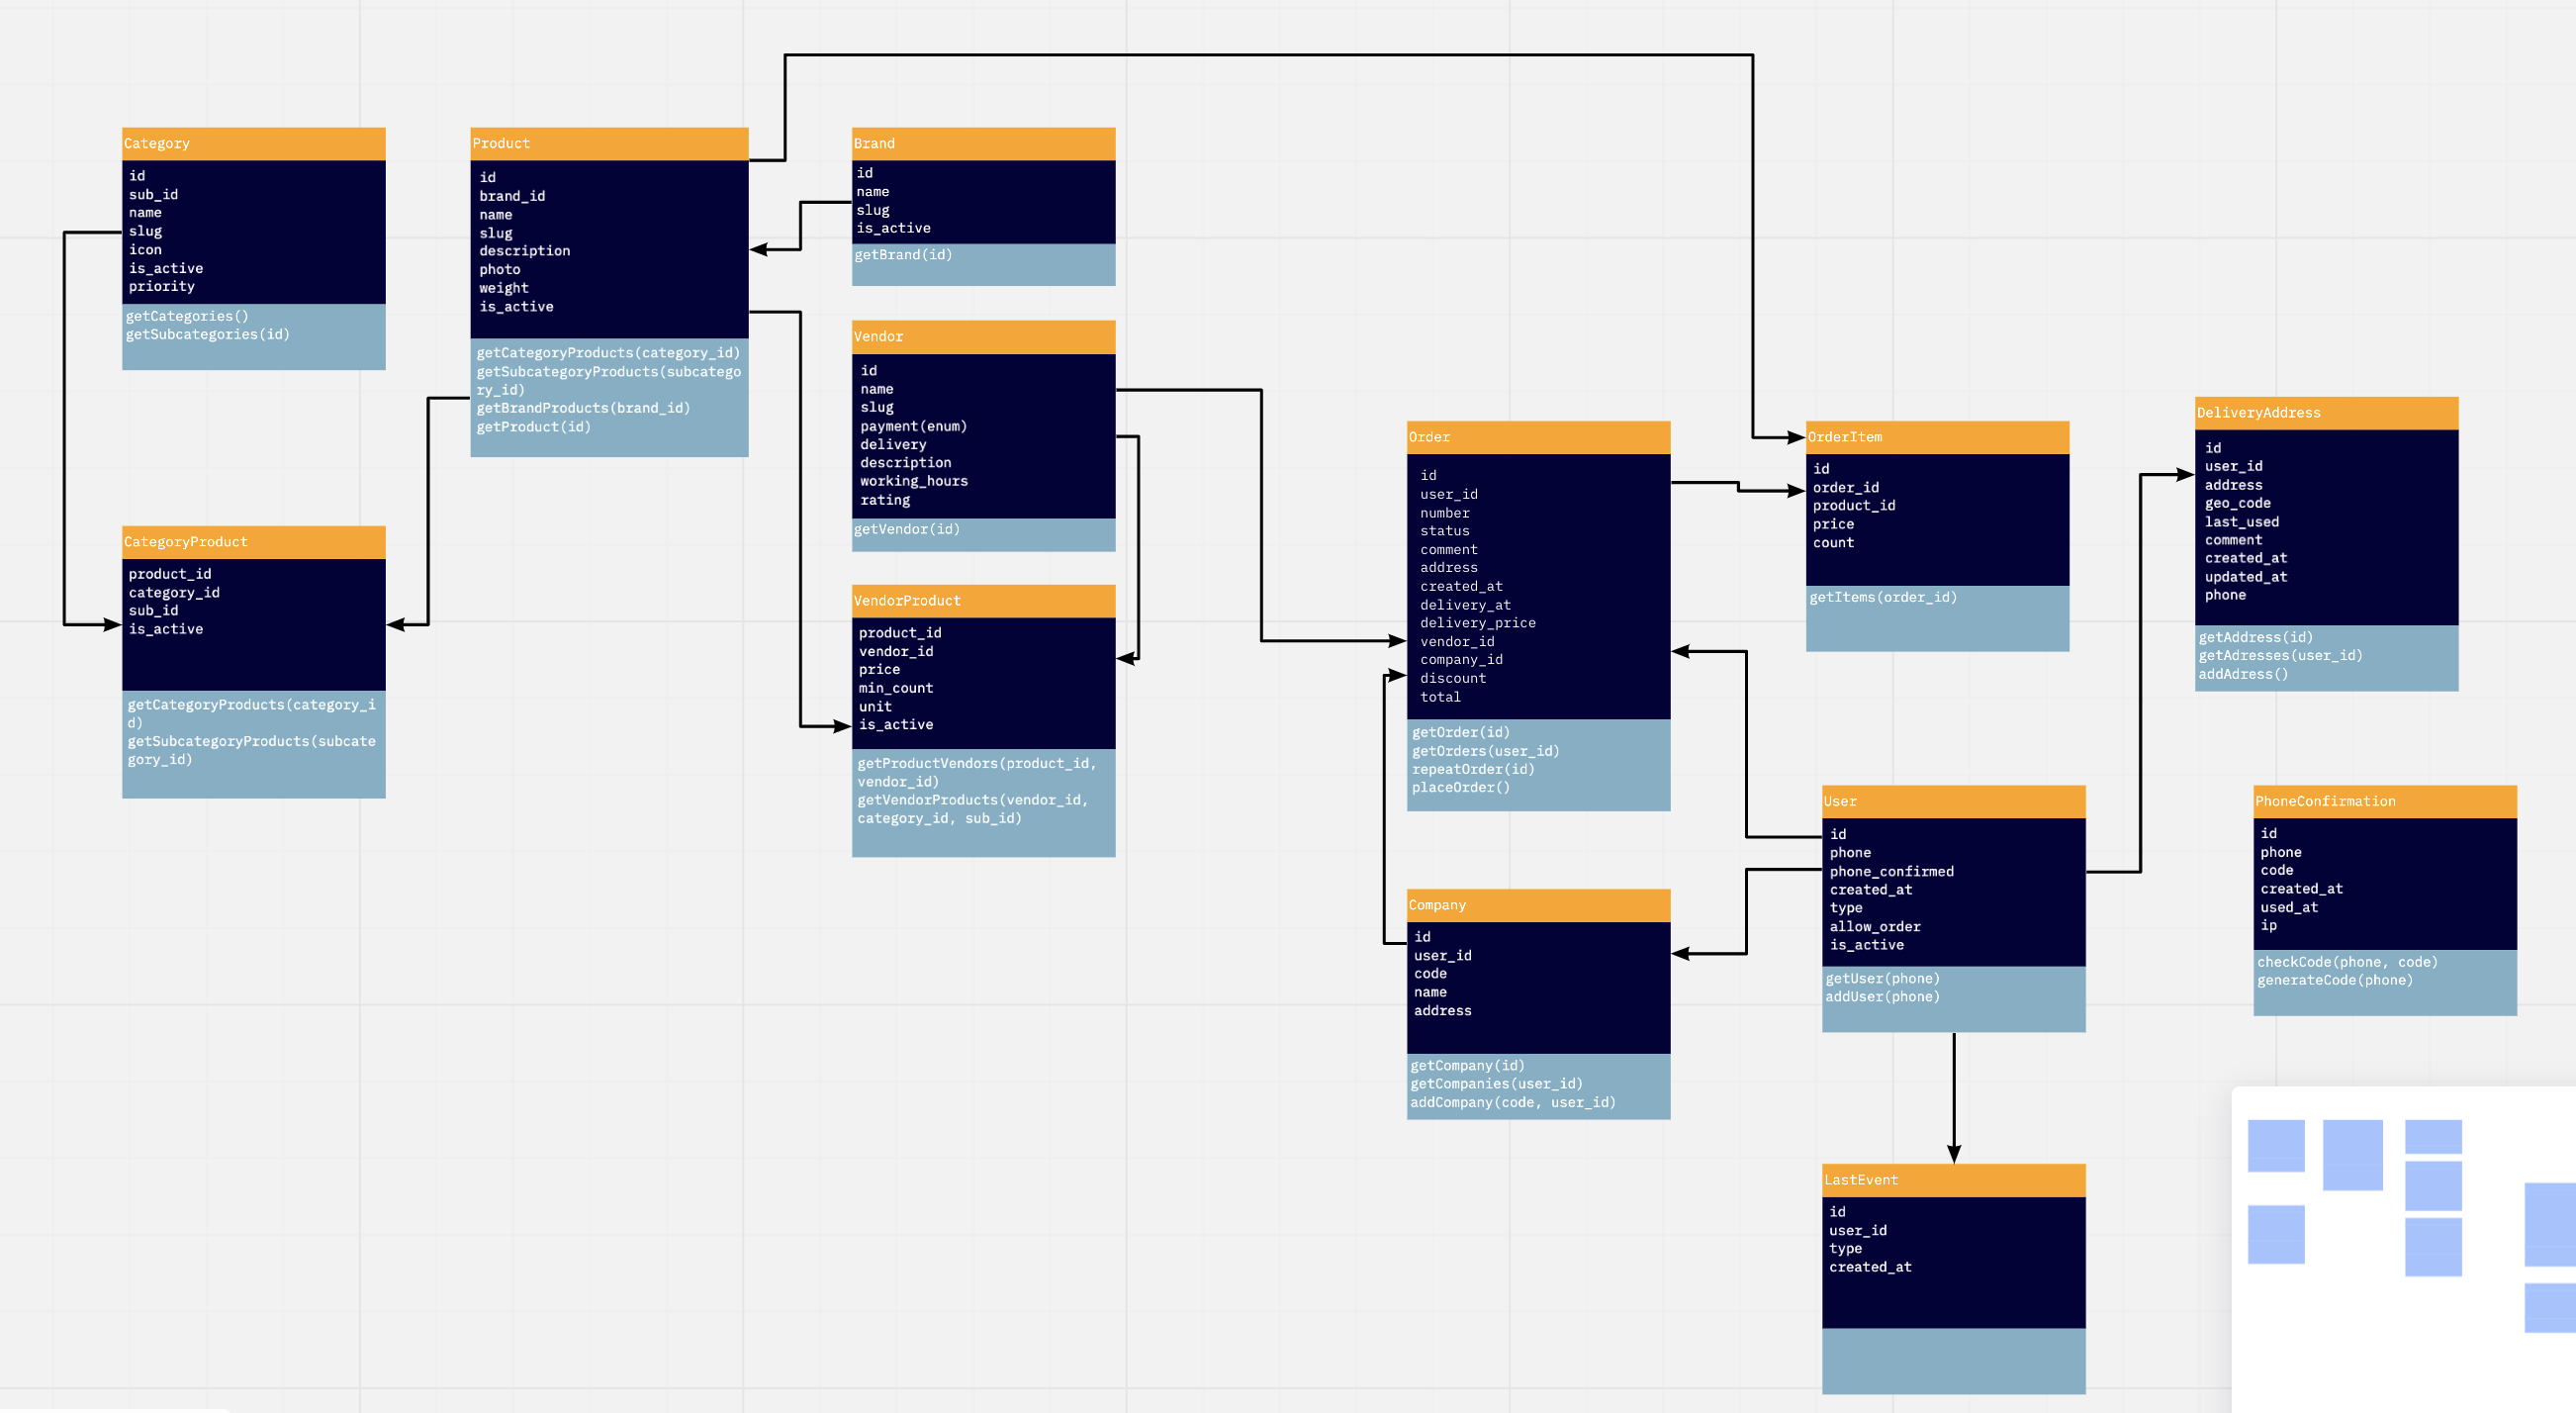 Category
id
sub_id
name
slug
icon
is_active
priority
getCategories()
getSubcategories(id)
Product
id
brand_id
name
slug
description
photo
weight
is_active
getCategoryProducts(category_id)
getSubcategoryProducts(subcatego
ry_id)
getBrandProducts(brand_id)
getProduct(id)
Brand
id
name
slug
is_active
getBrand(id)
Vendor
id
name
slug
payment(enum)
delivery
description
working_hours
rating
getVendor(id)
CategoryProduct
product_id
category_id
sub_id
is_active
getCategoryProducts(category_i
d)
getSubcategoryProducts(subcate
gory_id)
VendorProduct
product_id
vendor_id
price
min_count
unit
is_active
getProductVendors(product_id,
vendor_id)
getVendorProducts(vendor_id,
category_id, sub_id)
Order
id
user_id
number
status
comment
address
created_at
delivery_at
delivery_price
vendor_id
company_id
discount
total
getOrder(id)
getOrders(user_id)
repeatOrder(id)
placeOrder()
OrderItem
id
order_id
product_id
price
count
getItems(order_id)
DeliveryAddress
id
user_id
address
geo_code
last_used
comment
created_at
updated_at
phone
getAddress(id)
getAdresses(user_id)
addAdress()
Company
id
user_id
code
name
address
getCompany(id)
getCompanies(user_id)
addCompany(code, user_id)
User
id
phone
phone_confirmed
created_at
type
allow_order
is_active
getUser(phone)
addUser(phone)
PhoneConfirmation
id
phone
code
created_at
used_at
ip
checkCode(phone, code)
generateCode(phone)
LastEvent
id
user_id
type
created_at